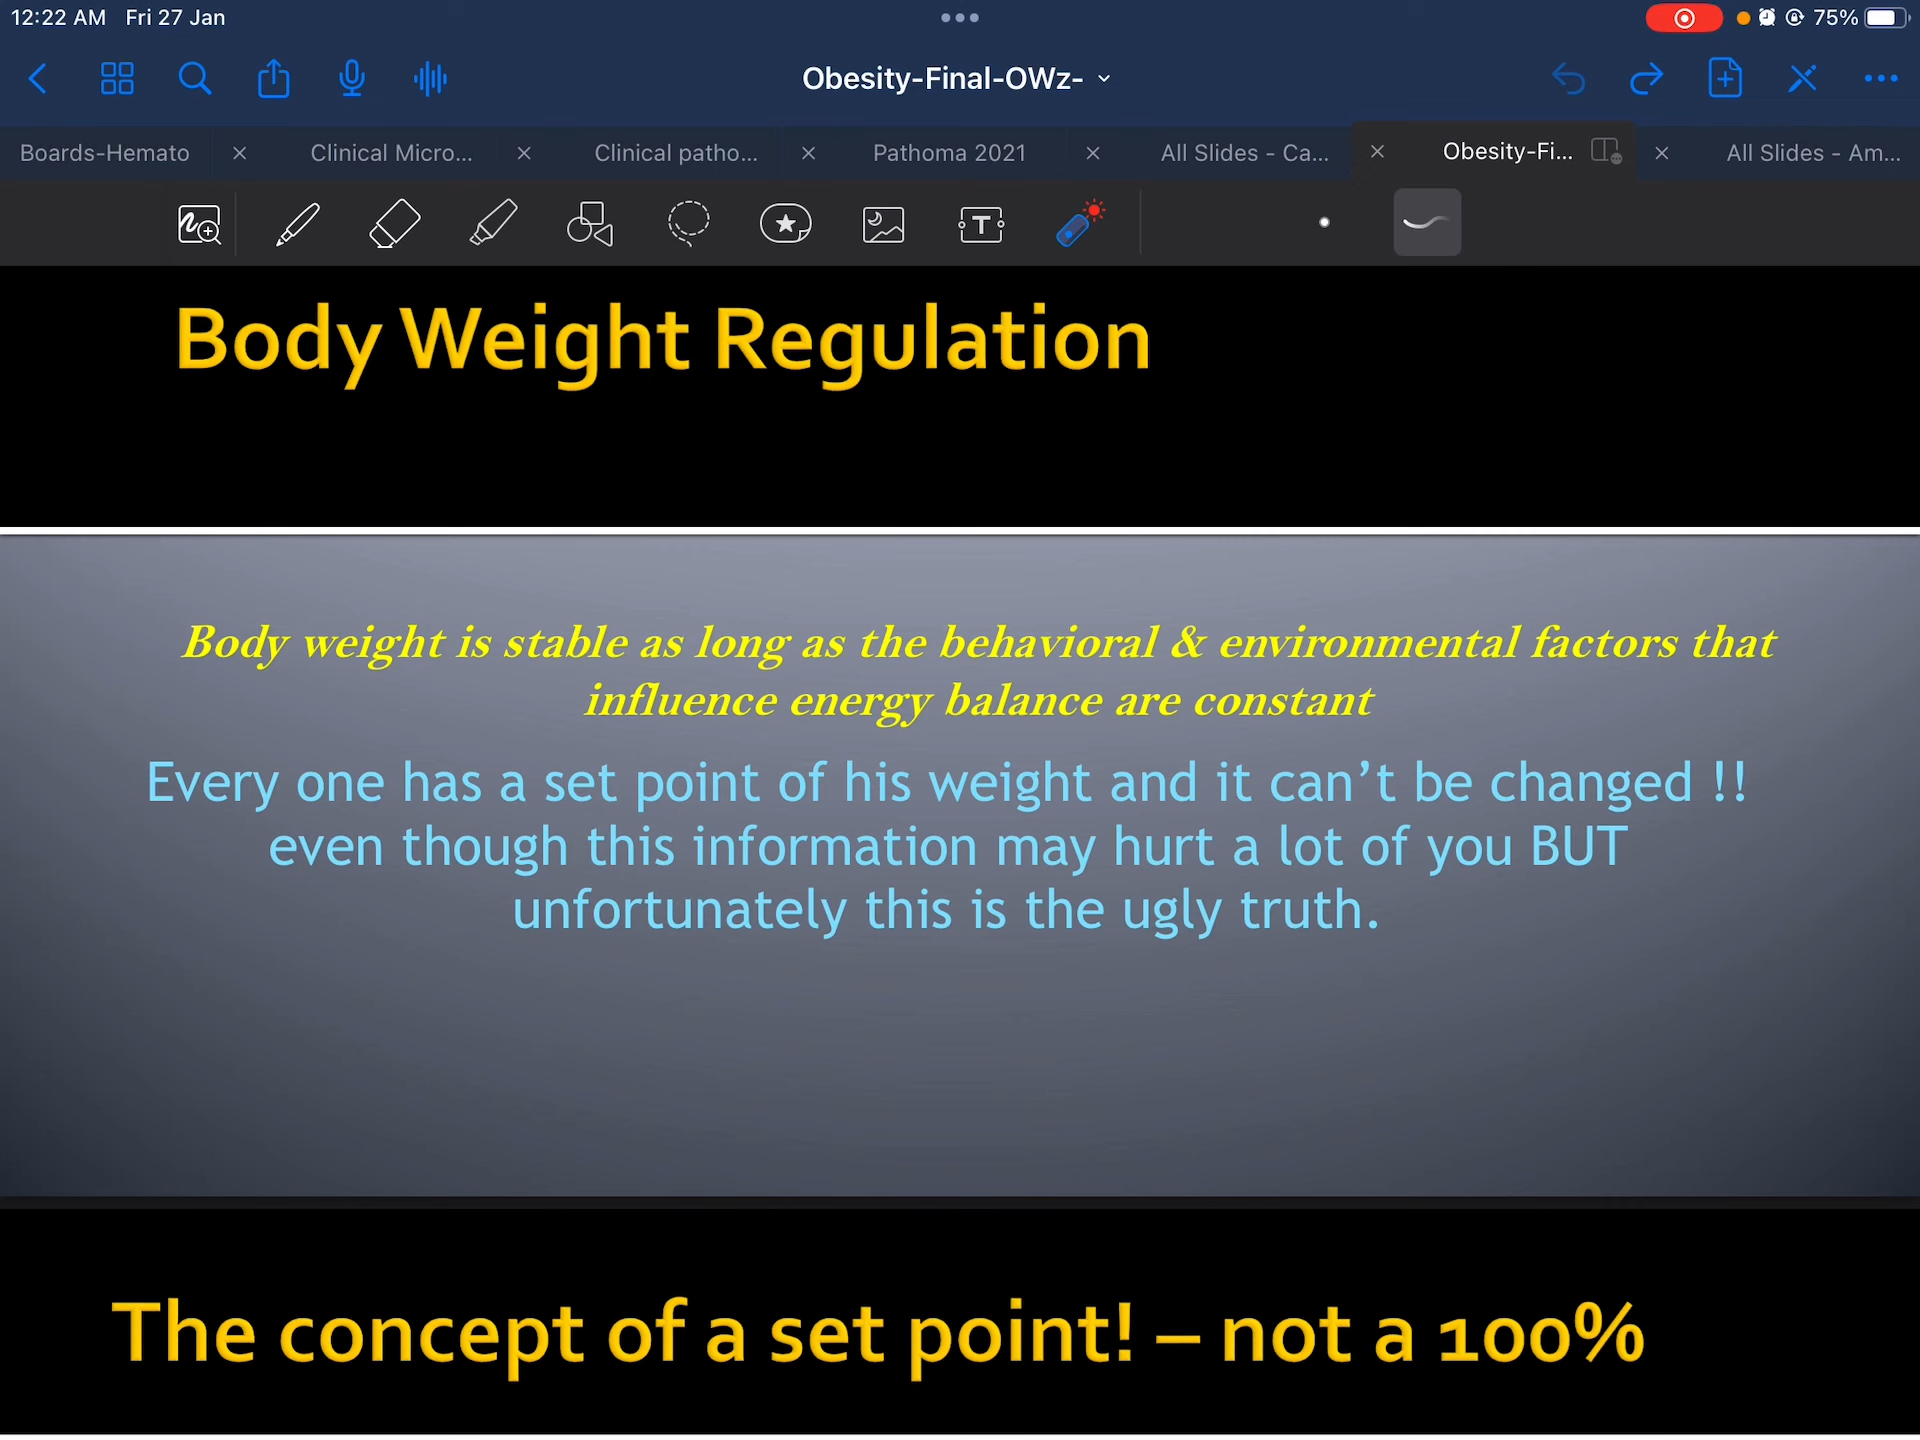 12:22 AM Fri 27 Jan
75%
Obesity-Final-OWz-
Boards-Hemato
Clinical Micro...
Clinical patho...
Pathoma 2021
All Slides - Ca...
Obesity-Fi...
All Slides - Am...
T
Body Weight Regulation
Body weight is stable as long as the behavioral & environmental factors that
influence energy balance are constant
Every one has a set point of his weight and it can’t be changed !!
even though this information may hurt a lot of you BUT
unfortunately this is the ugly truth.
The concept of a set point! – not a 100%